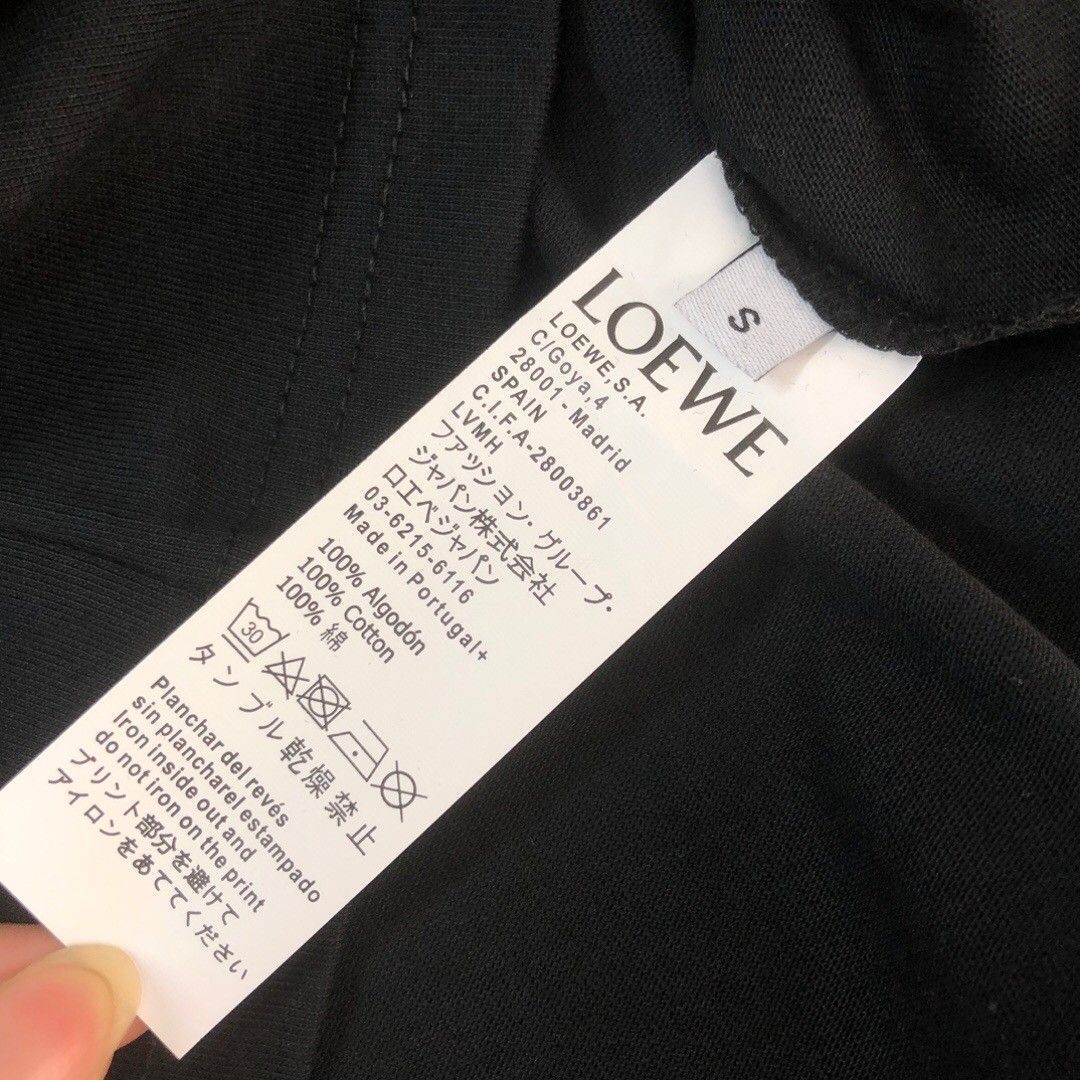 S
LOEWE
LOEWE,S.A.
C/Goya,4
28001-Madrid
SPAIN
C.I.F.A-28003861
LVMH
フアッション・グループ・
ジャパン株式会社
ロエベジャパン
03-6215-6116
Made in Portugal+
100% Algodón
100% Cotton
100% 綿
30
タンブル乾燥禁止
Planchar del revés
sin planchar el estampado
Iron inside out and
do not iron on the print
プリント部分を避けて
アイロンをあててください